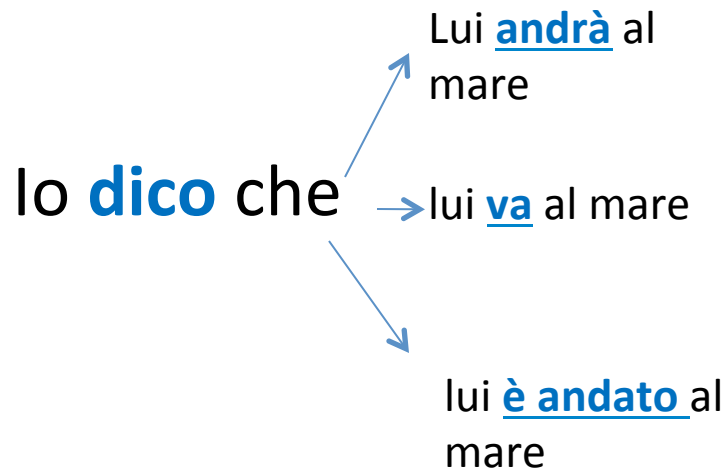 Lui andrà al
mare
Io dico che
lui va al mare
lui è andato al
mare